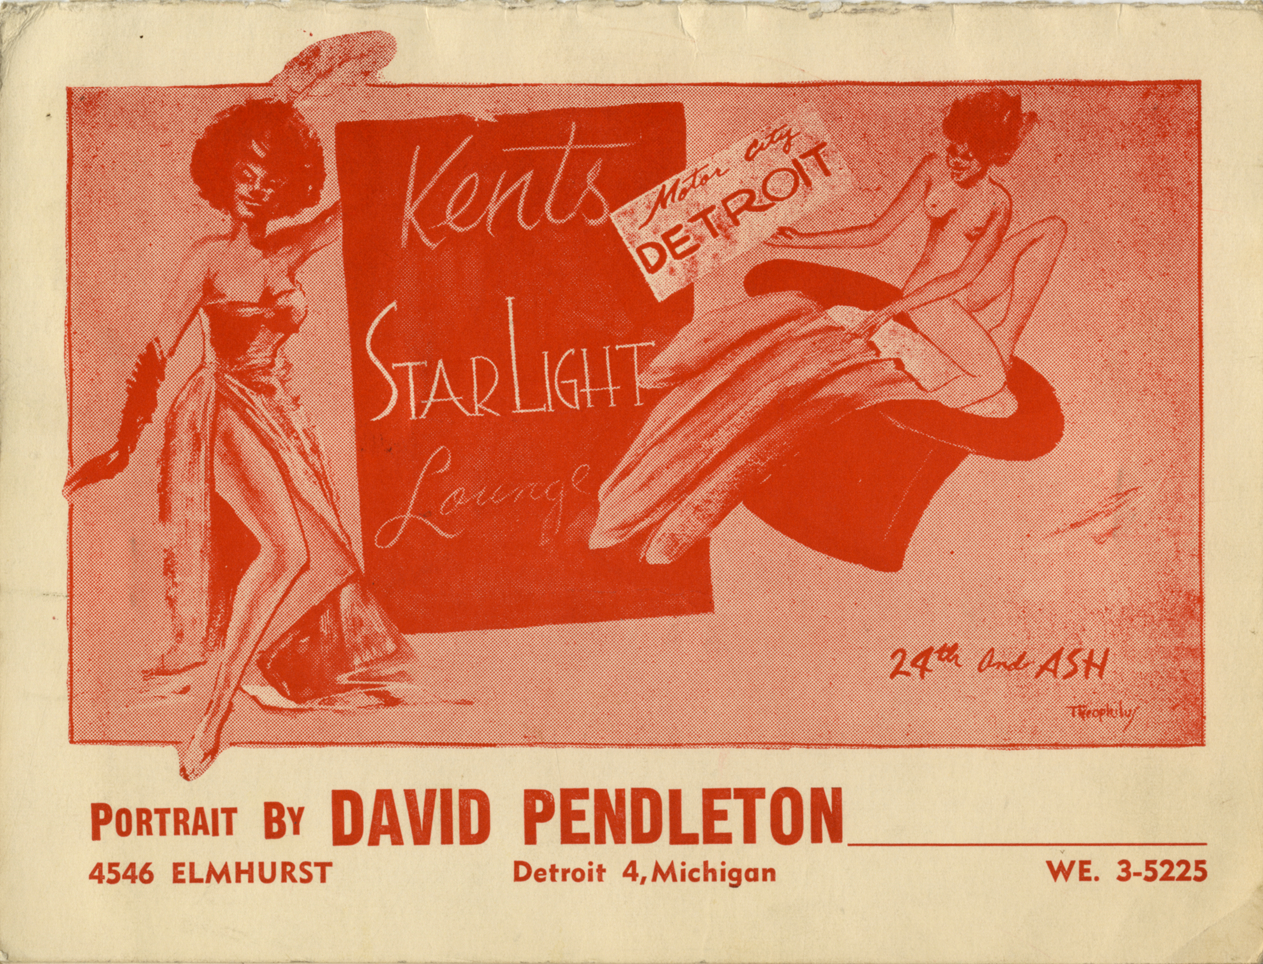 Kents
StarLight
Lounge
Motor City
DETROIT
24th and ASH
Theophilus
PORTRAIT BY DAVID PENDLETON
4546 ELMHURST Detroit 4, Michigan WE. 3-5225